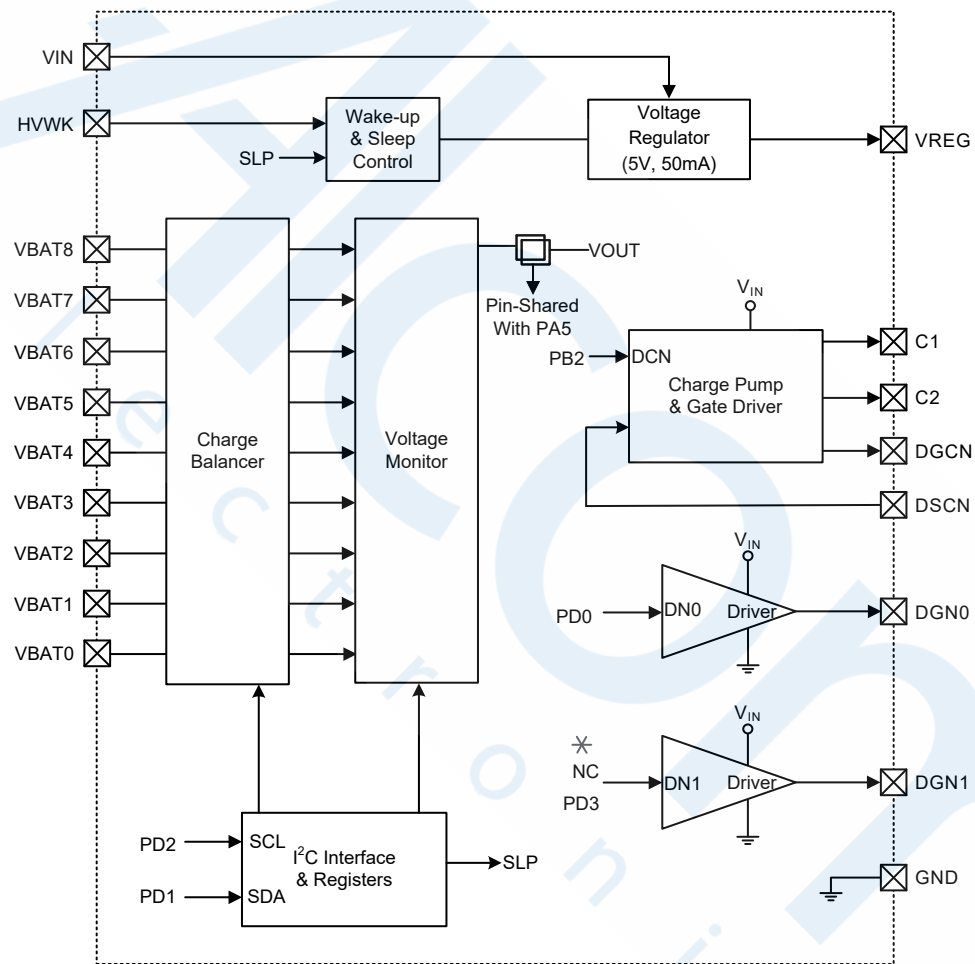 VIN
HVWK
Wake-up
& Sleep
Control
SLP
Voltage
Regulator
(5V, 50mA)
VREG
VBAT8
VBAT7
VBAT6
VBAT5
VBAT4
VBAT3
VBAT2
VBAT1
VBAT0
Charge
Balancer
Voltage
Monitor
VOUT
Pin-Shared
With PA5
VIN
PB2
DCN
Charge Pump
& Gate Driver
C1
C2
DGCN
DSCN
VIN
PD0
DN0
Driver
DGN0
VIN
*
NC
PD3
DN1
Driver
DGN1
PD2
SCL
PD1
SDA
I²C Interface
& Registers
SLP
GND